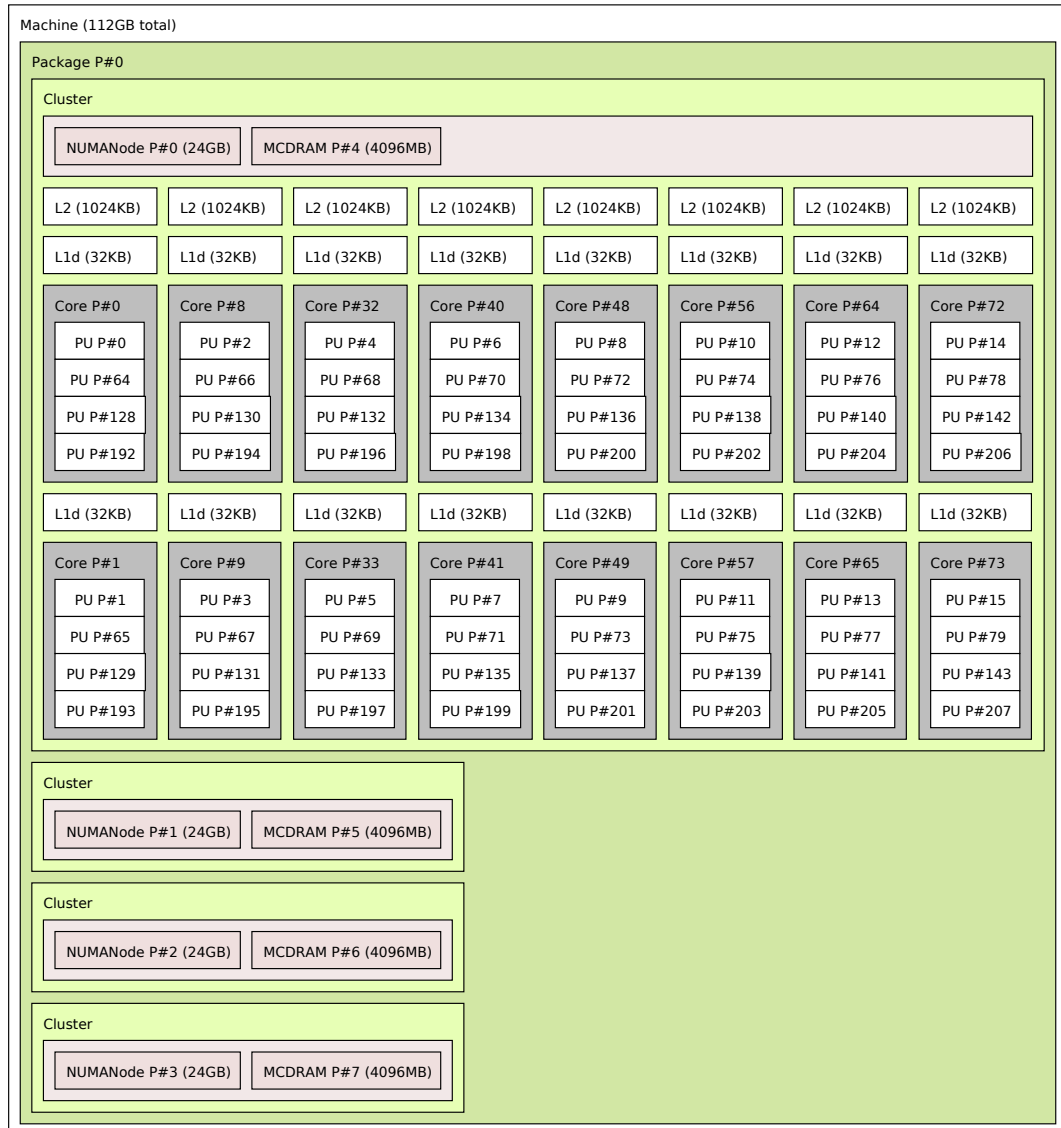 Machine (112GB total)
Package P#0
Cluster
NUMANode P#0 (24GB) MCDRAM P#4 (4096MB)
L2 (1024KB) L2 (1024KB) L2 (1024KB) L2 (1024KB) L2 (1024KB) L2 (1024KB) L2 (1024KB) L2 (1024KB)
L1d (32KB) L1d (32KB) L1d (32KB) L1d (32KB) L1d (32KB) L1d (32KB) L1d (32KB) L1d (32KB)
Core P#0 Core P#8 Core P#32 Core P#40 Core P#48 Core P#56 Core P#64 Core P#72
PU P#0 PU P#2 PU P#4 PU P#6 PU P#8 PU P#10 PU P#12 PU P#14
PU P#64 PU P#66 PU P#68 PU P#70 PU P#72 PU P#74 PU P#76 PU P#78
PU P#128 PU P#130 PU P#132 PU P#134 PU P#136 PU P#138 PU P#140 PU P#142
PU P#192 PU P#194 PU P#196 PU P#198 PU P#200 PU P#202 PU P#204 PU P#206
L1d (32KB) L1d (32KB) L1d (32KB) L1d (32KB) L1d (32KB) L1d (32KB) L1d (32KB) L1d (32KB)
Core P#1 Core P#9 Core P#33 Core P#41 Core P#49 Core P#57 Core P#65 Core P#73
PU P#1 PU P#3 PU P#5 PU P#7 PU P#9 PU P#11 PU P#13 PU P#15
PU P#65 PU P#67 PU P#69 PU P#71 PU P#73 PU P#75 PU P#77 PU P#79
PU P#129 PU P#131 PU P#133 PU P#135 PU P#137 PU P#139 PU P#141 PU P#143
PU P#193 PU P#195 PU P#197 PU P#199 PU P#201 PU P#203 PU P#205 PU P#207
Cluster
NUMANode P#1 (24GB) MCDRAM P#5 (4096MB)
Cluster
NUMANode P#2 (24GB) MCDRAM P#6 (4096MB)
Cluster
NUMANode P#3 (24GB) MCDRAM P#7 (4096MB)